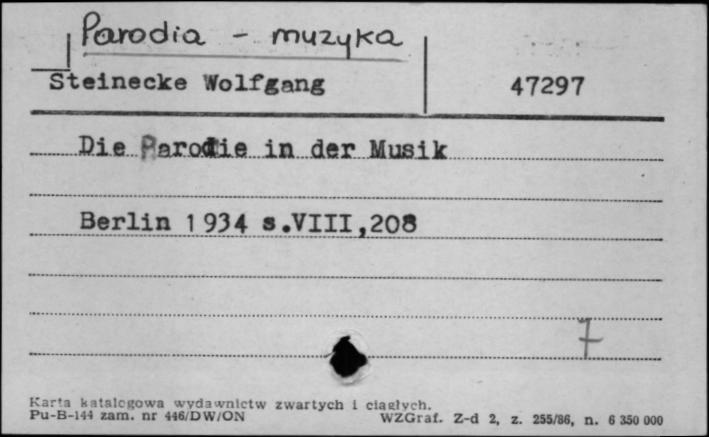 Parodia - muzyka
Steinecke Wolfgang 47297
Die Parodie in der Musik
Berlin 1934 s.VIII,208
7
Karta katalogowa wydawnictw zwartych i ciągłych.
Pu-B-144 zam. nr 446/DW/ON WZGraf. Z-d 2, z. 255/86, n. 6 350 000